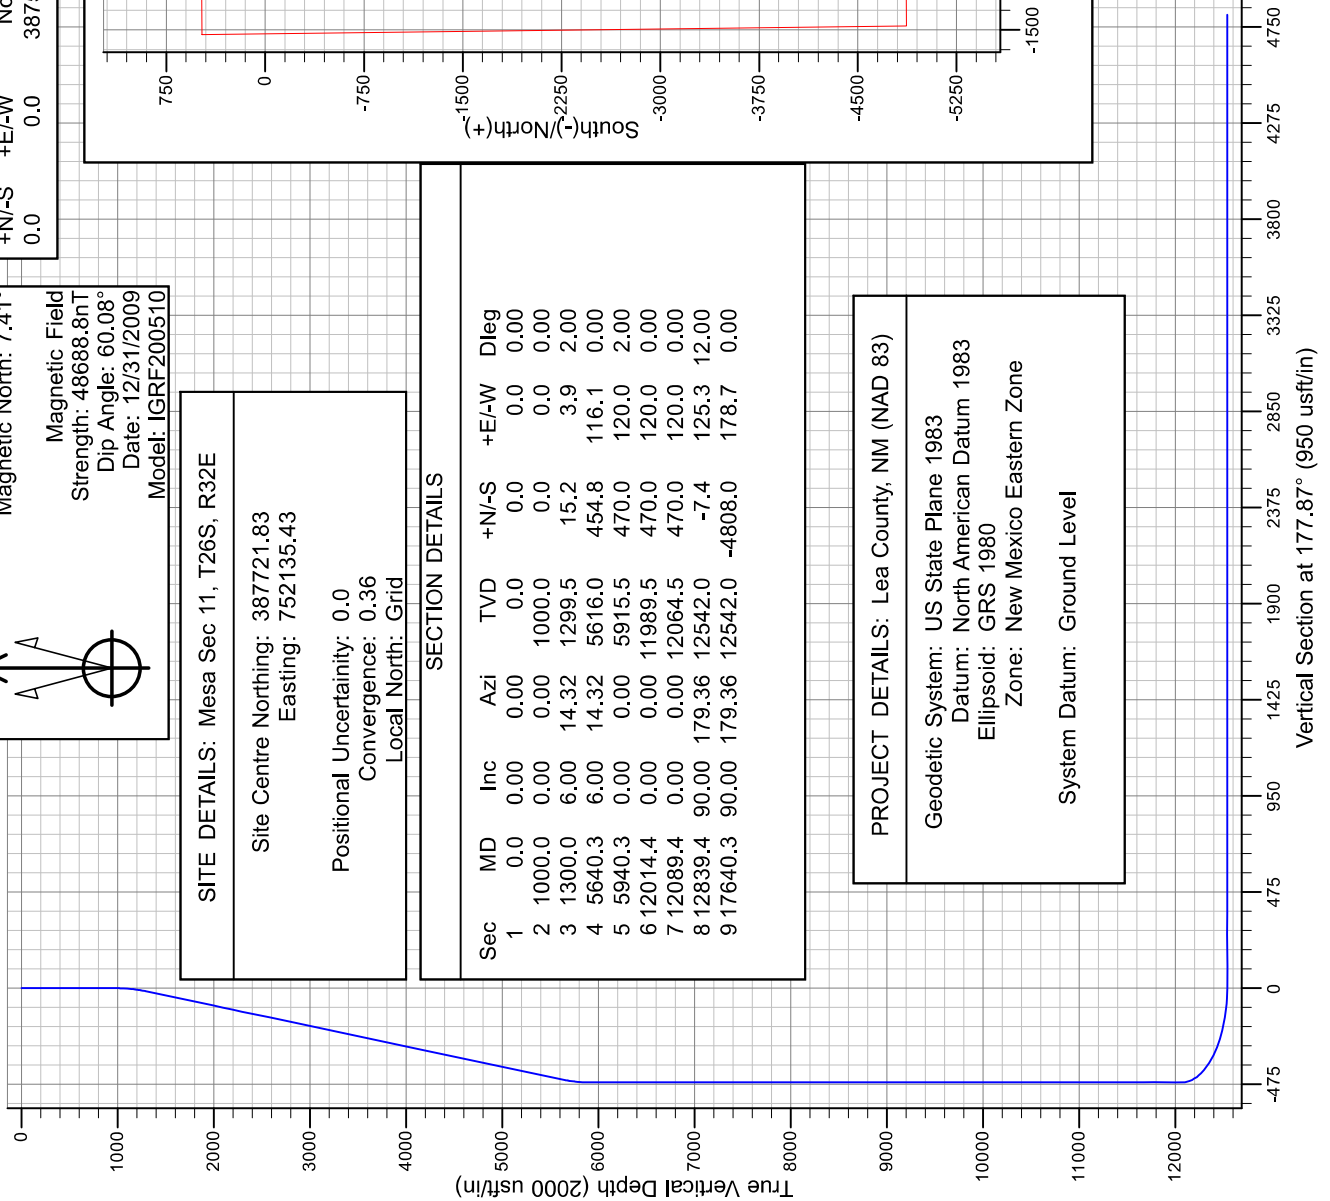 +N/-S +E/-W
0.0 0.0
Magnetic Field
Strength: 48688.8nT
Dip Angle: 60.08°
Date: 12/31/2009
Model: IGRF200510
SITE DETAILS: Mesa Sec 11, T26S, R32E
Site Centre Northing: 387721.83
Easting: 752135.43
Positional Uncertainity: 0.0
Convergence: 0.36
Local North: Grid
SECTION DETAILS
Sec MD Inc Azi TVD +N/-S +E/-W Dleg
1 0.0 0.00 0.00 0.0 0.0 0.0 0.00
2 1000.0 0.00 0.00 1000.0 0.0 0.0 0.00
3 1300.0 6.00 14.32 1299.5 15.2 3.9 2.00
4 5640.3 6.00 14.32 5616.0 454.8 116.1 0.00
5 5940.3 0.00 0.00 5915.5 470.0 120.0 2.00
6 12014.4 0.00 0.00 11989.5 470.0 120.0 0.00
7 12089.4 0.00 0.00 12064.5 470.0 120.0 0.00
8 12839.4 90.00 179.36 12542.0 -7.4 125.3 12.00
9 17640.3 90.00 179.36 12542.0 -4808.0 178.7 0.00
PROJECT DETAILS: Lea County, NM (NAD 83)
Geodetic System: US State Plane 1983
Datum: North American Datum 1983
Ellipsoid: GRS 1980
Zone: New Mexico Eastern Zone
System Datum: Ground Level
750
0
-750
-1500
-2250
-3000
-3750
-4500
-5250
South(-)/North(+)
-1500
0
1000
2000
3000
4000
5000
6000
7000
8000
9000
10000
11000
12000
True Vertical Depth (2000 usft/in)
-475
0
475
950
1425
1900
2375
2850
3325
3800
4275
4750
Vertical Section at 177.87° (950 usft/in)